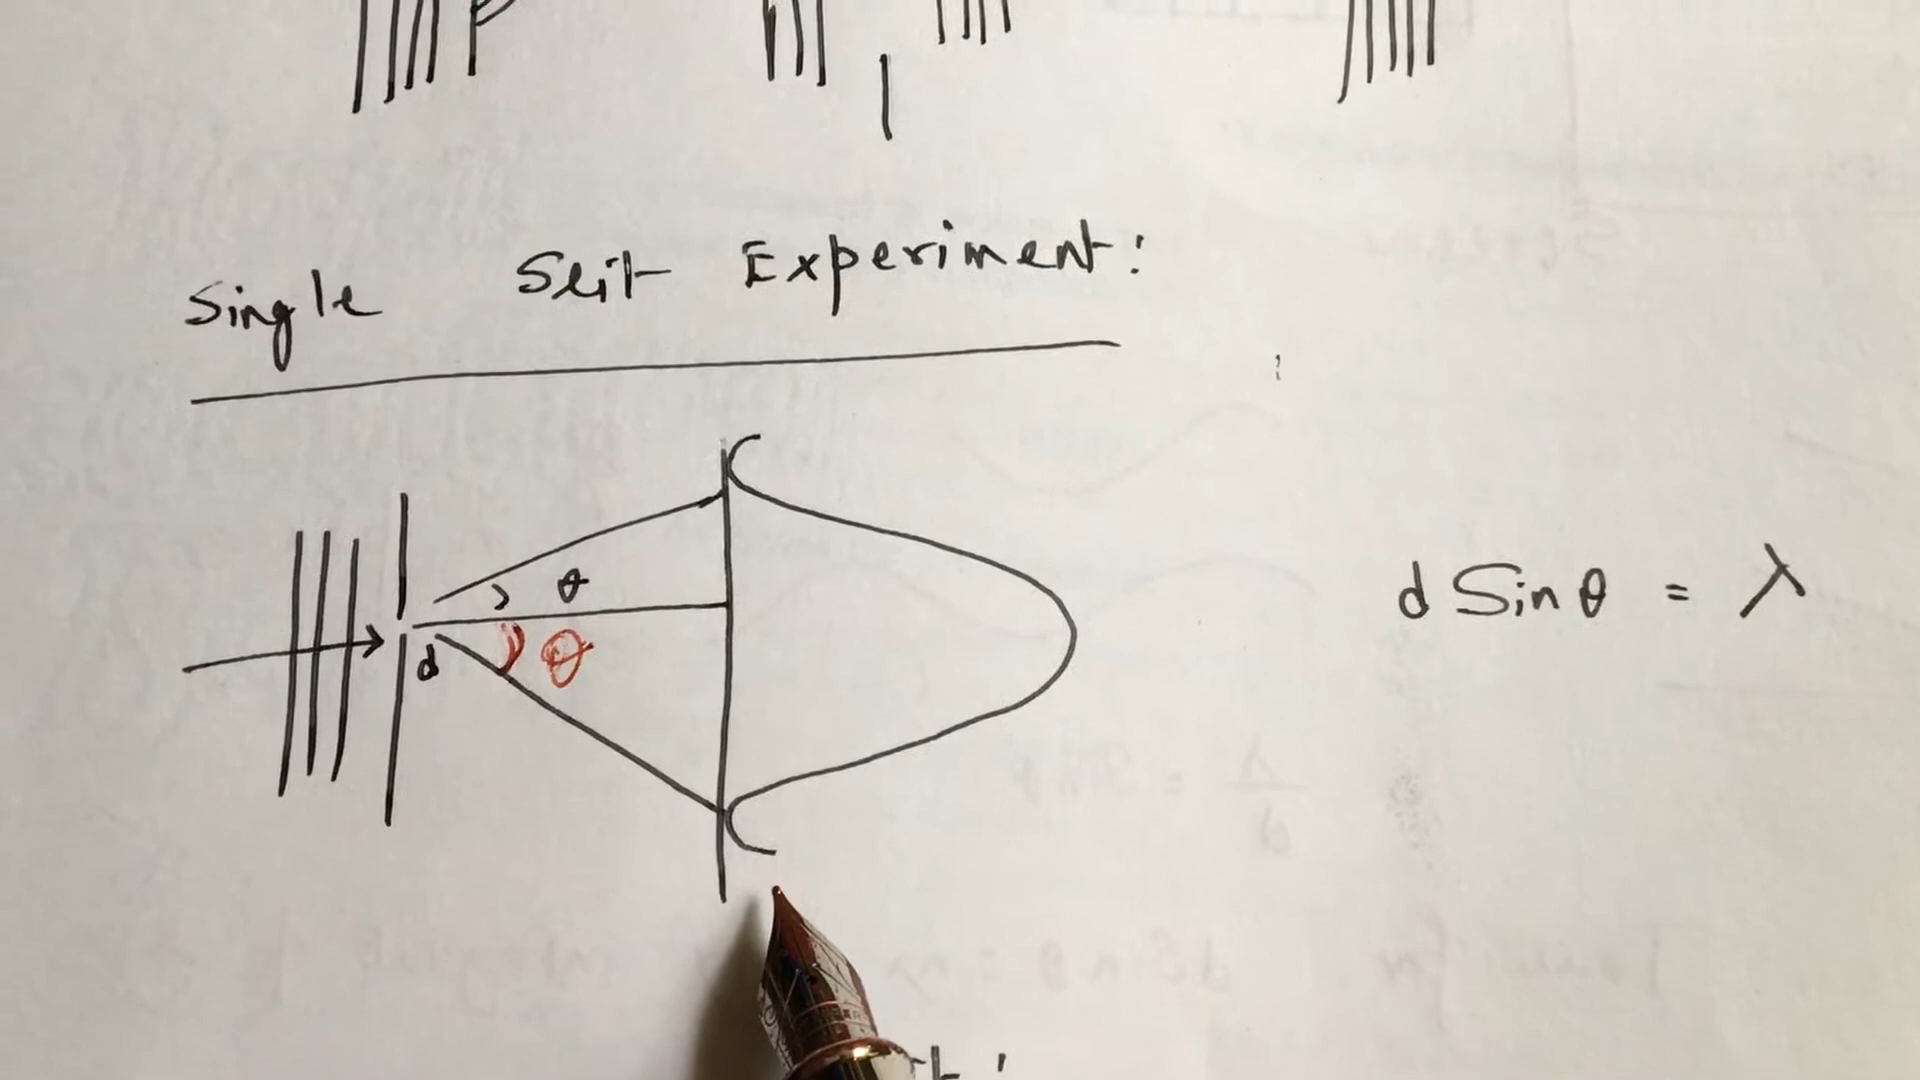 Single Slit Experiment:
θ
d θ
d Sin θ = λ